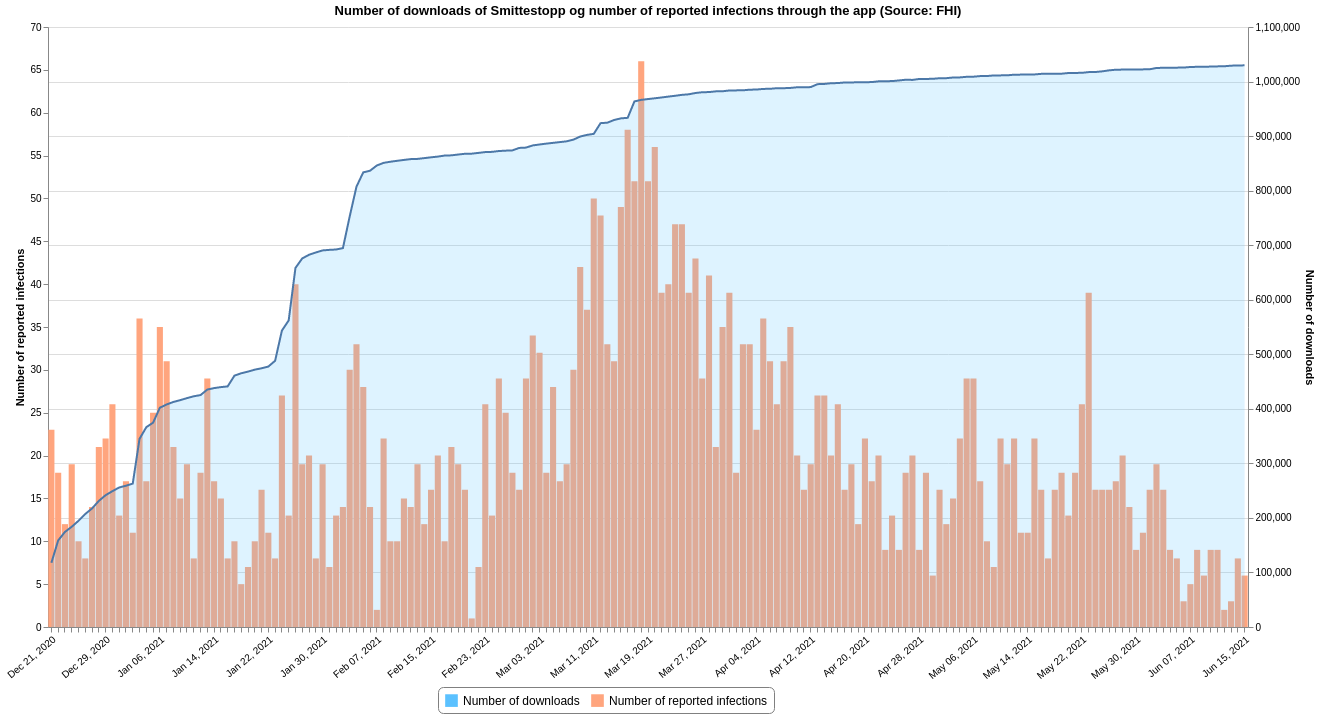 Number of downloads of Smittestopp og number of reported infections through the app (Source: FHI)
70
65
60
55
50
45
40
35
30
25
20
15
10
5
0
Number of reported infections
1,100,000
1,000,000
900,000
800,000
700,000
600,000
500,000
400,000
300,000
200,000
100,000
0
Number of downloads
Dec 21, 2020
Dec 29, 2020
Jan 06, 2021
Jan 14, 2021
Jan 22, 2021
Jan 30, 2021
Feb 07, 2021
Feb 15, 2021
Feb 23, 2021
Mar 03, 2021
Mar 11, 2021
Mar 19, 2021
Mar 27, 2021
Apr 04, 2021
Apr 12, 2021
Apr 20, 2021
Apr 28, 2021
May 06, 2021
May 14, 2021
May 22, 2021
May 30, 2021
Jun 07, 2021
Jun 15, 2021
Number of downloads
Number of reported infections